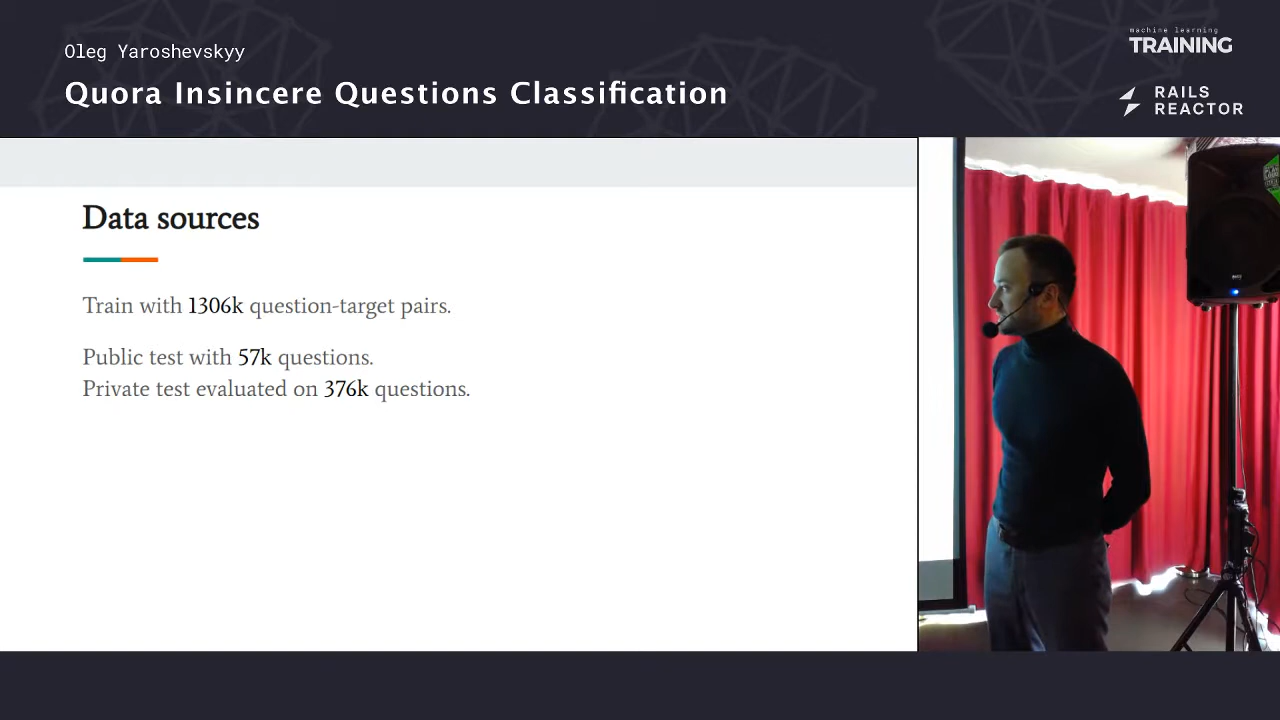 Oleg Yaroshevskyy
Quora Insincere Questions Classification
machine learning
TRAINING
RAILS
REACTOR
Data sources
Train with 1306k question-target pairs.
Public test with 57k questions.
Private test evaluated on 376k questions.